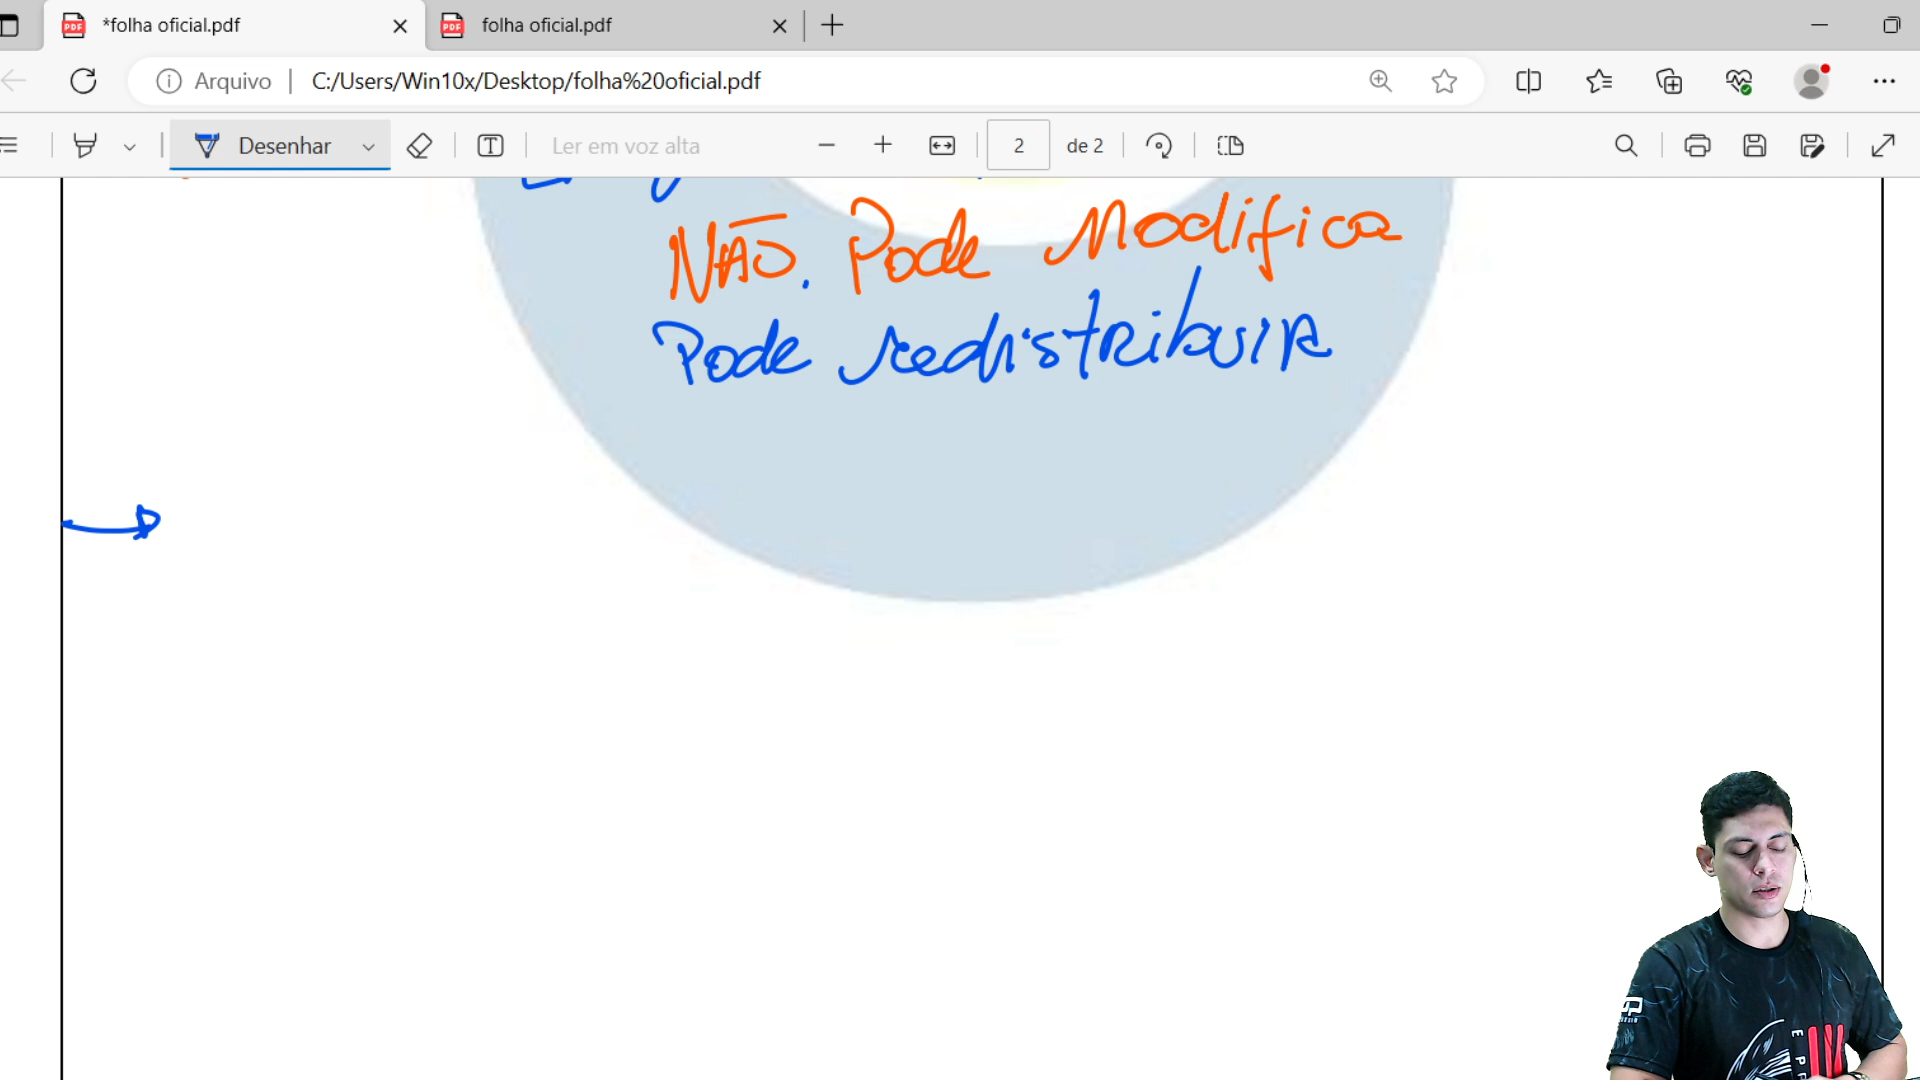 *folha oficial.pdf
folha oficial.pdf
Arquivo C:/Users/Win10x/Desktop/folha%20oficial.pdf
Desenhar Ler em voz alta 2 de 2
NÃO. Pode Modifica
Pode redistribuir